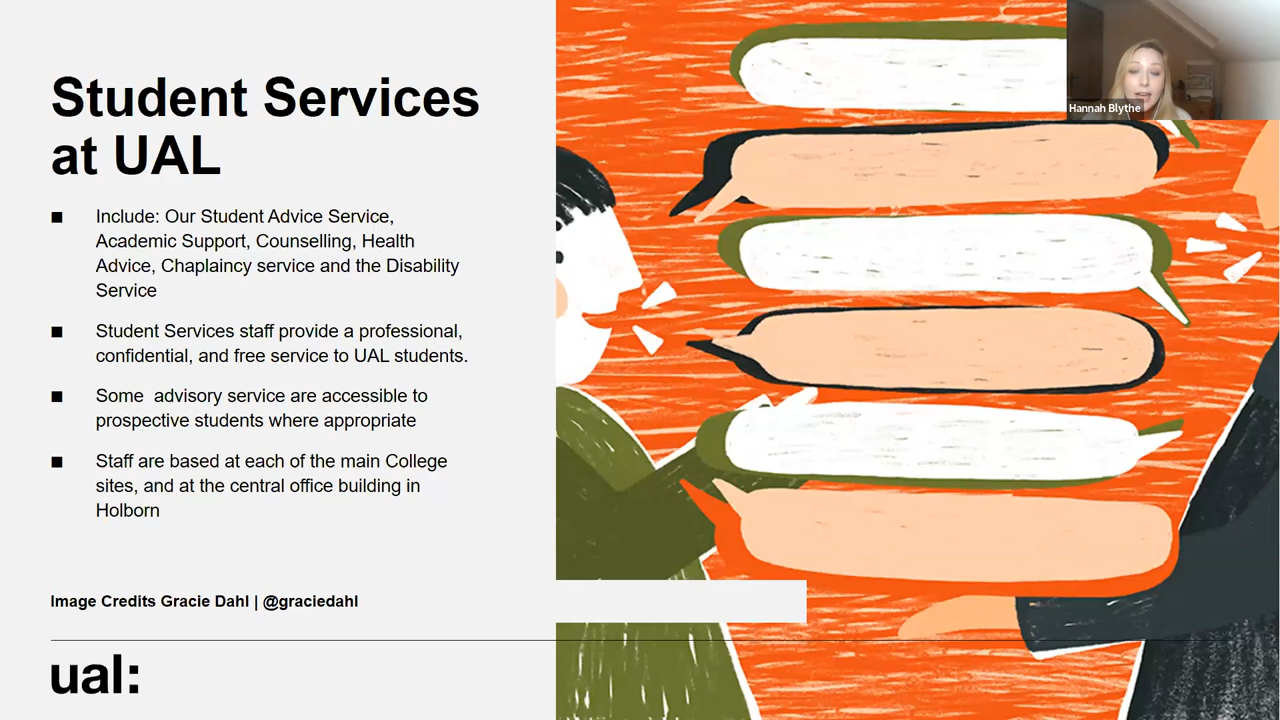 Student Services
at UAL
■ Include: Our Student Advice Service,
Academic Support, Counselling, Health
Advice, Chaplaincy service and the Disability
Service
■ Student Services staff provide a professional,
confidential, and free service to UAL students.
■ Some  advisory service are accessible to
prospective students where appropriate
■ Staff are based at each of the main College
sites, and at the central office building in
Holborn
Image Credits Gracie Dahl | @graciedahl
ual:
Hannah Blythe